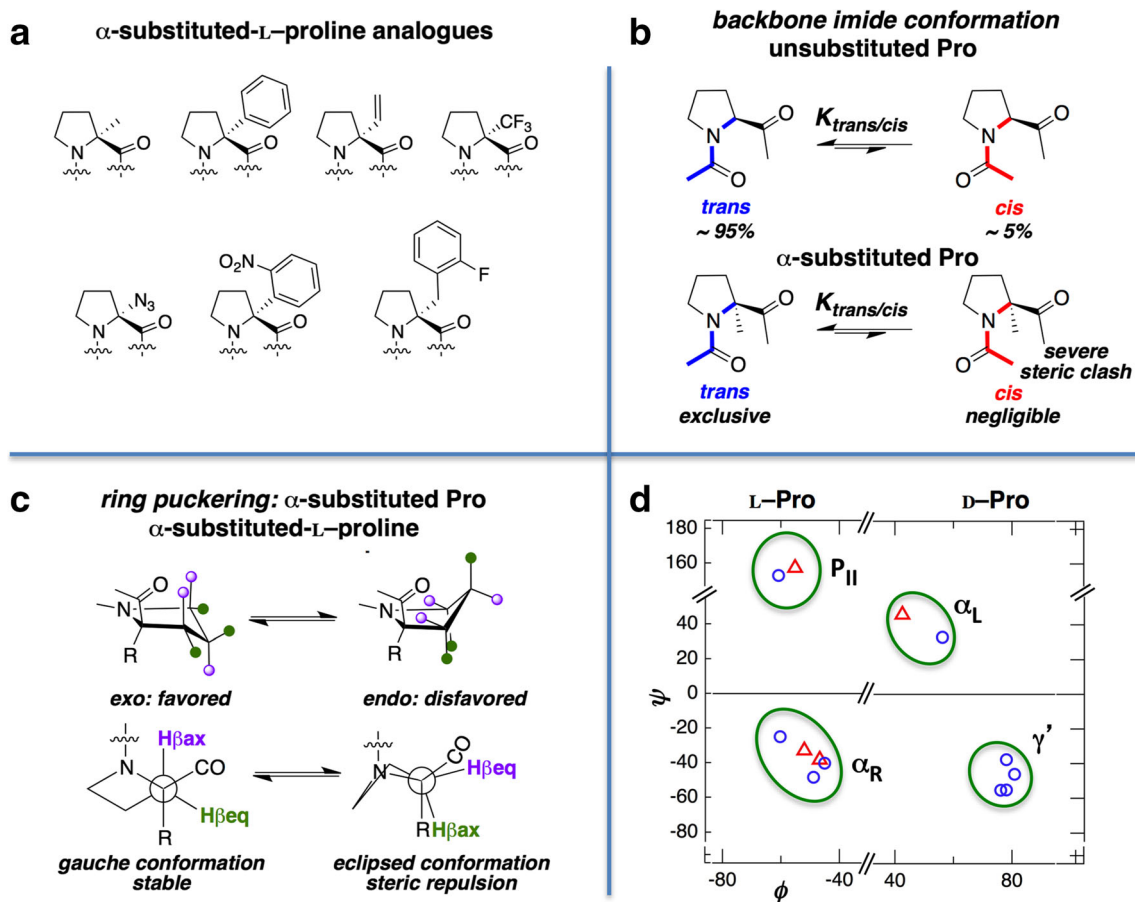 a
α-substituted-L–proline analogues
N
O
N
O
N
O
CF3
N
O
N3
N
O
O2N
N
O
F
N
O
b
backbone imide conformation
unsubstituted Pro
N
O
O
Ktrans/cis
N
O
O
trans
~ 95%
cis
~ 5%
α-substituted Pro
N
O
O
Ktrans/cis
N
O
O
severe
steric clash
trans
exclusive
cis
negligible
c
ring puckering: α-substituted Pro
α-substituted-L–proline
O
N
R
O
N
R
exo: favored
endo: disfavored
Hβax
N
CO
Hβeq
R
CO
N
Hβeq
R
Hβax
gauche conformation
stable
eclipsed conformation
steric repulsion
d
L–Pro
D–Pro
180
160
40
20
0
-20
-40
-60
-80
ψ
PII
αL
αR
γ'
-80
-40
40
80
ϕ